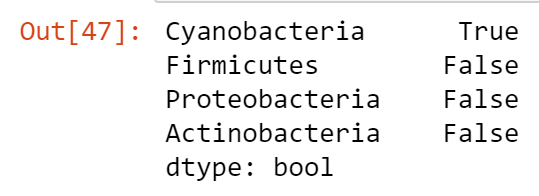 Out[47]: Cyanobacteria True
Firmicutes False
Proteobacteria False
Actinobacteria False
dtype: bool